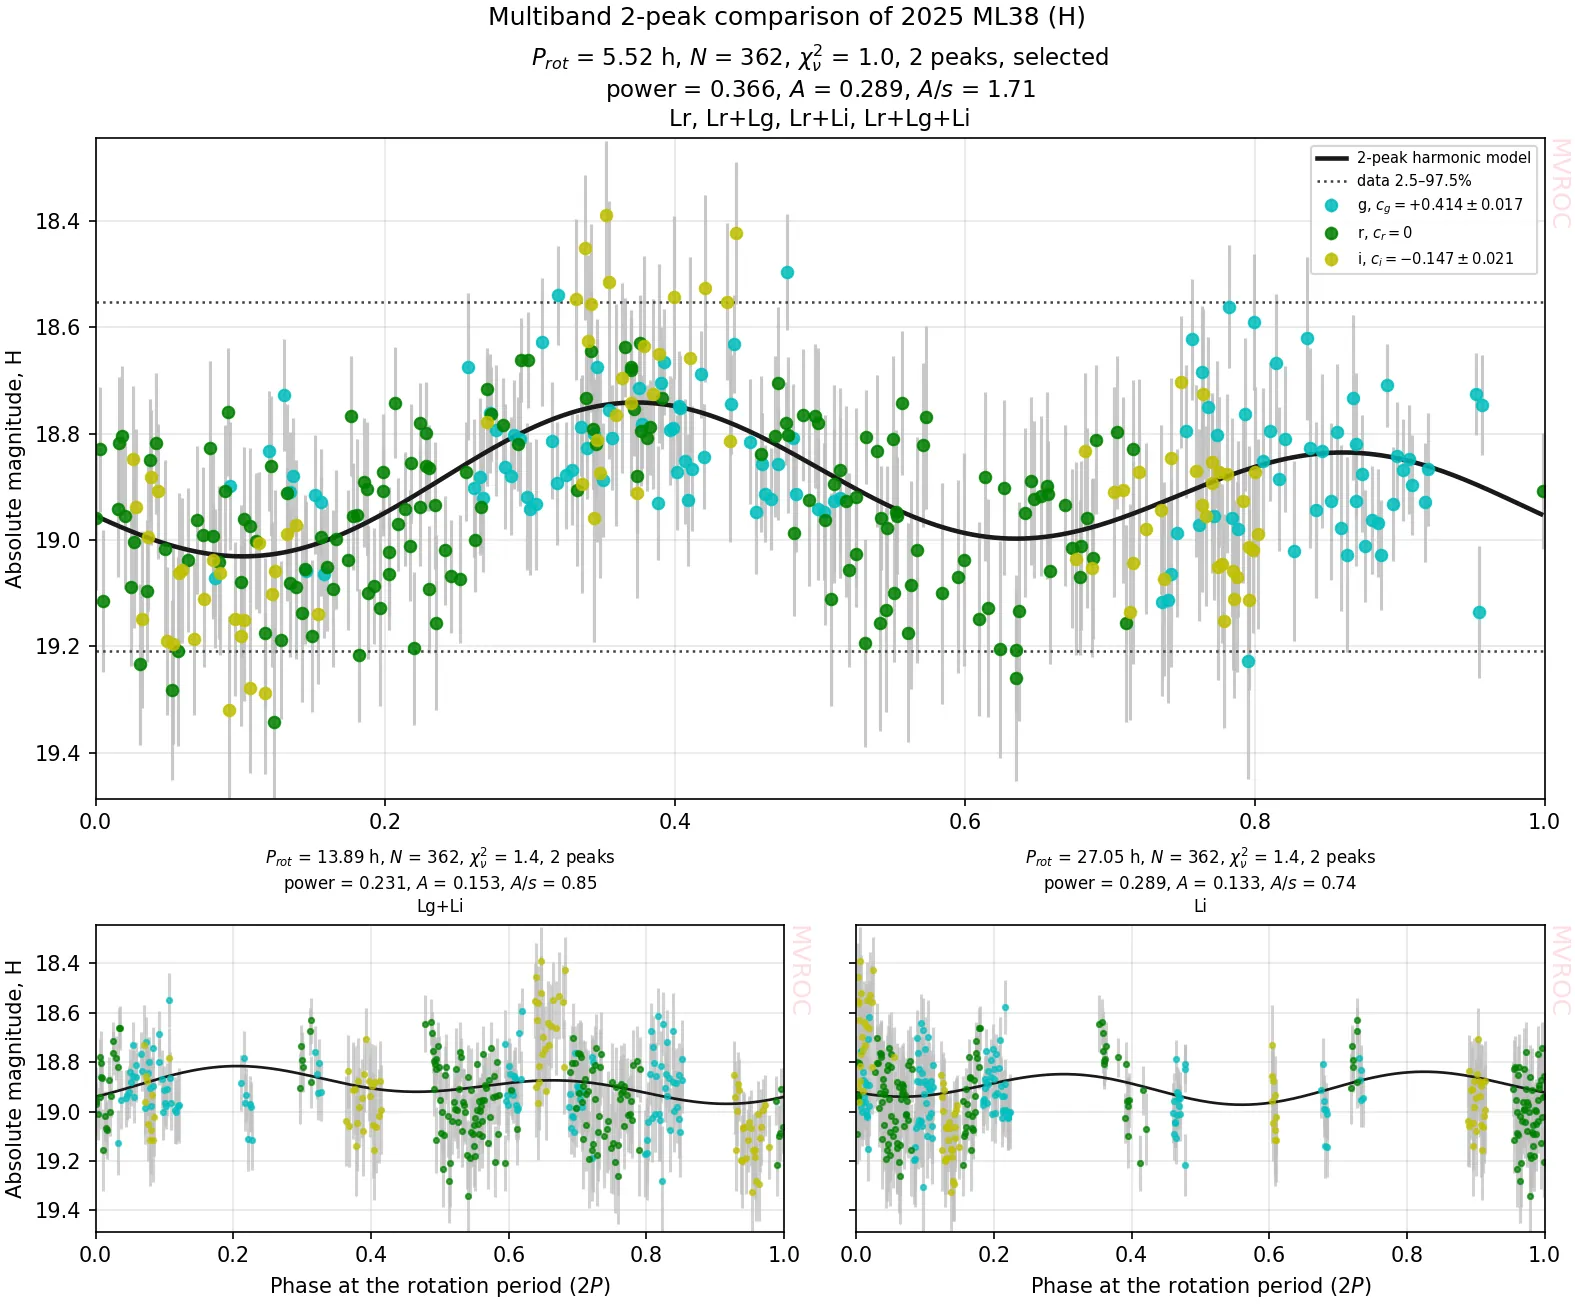 Multiband 2-peak comparison of 2025 ML38 (H)
P_rot = 5.52 h, N = 362, χ²_ν = 1.0, 2 peaks, selected
power = 0.366, A = 0.289, A/s = 1.71
Lr, Lr+Lg, Lr+Li, Lr+Lg+Li
MVROC
2-peak harmonic model
data 2.5–97.5%
g, c_g = +0.414 ± 0.017
r, c_r = 0
i, c_i = −0.147 ± 0.021
Absolute magnitude, H
18.4
18.6
18.8
19.0
19.2
19.4
0.0 0.2 0.4 0.6 0.8 1.0
P_rot = 13.89 h, N = 362, χ²_ν = 1.4, 2 peaks
power = 0.231, A = 0.153, A/s = 0.85
Lg+Li
MVROC
Absolute magnitude, H
18.4
18.6
18.8
19.0
19.2
19.4
0.0 0.2 0.4 0.6 0.8 1.0
Phase at the rotation period (2P)
P_rot = 27.05 h, N = 362, χ²_ν = 1.4, 2 peaks
power = 0.289, A = 0.133, A/s = 0.74
Li
MVROC
0.0 0.2 0.4 0.6 0.8 1.0
Phase at the rotation period (2P)